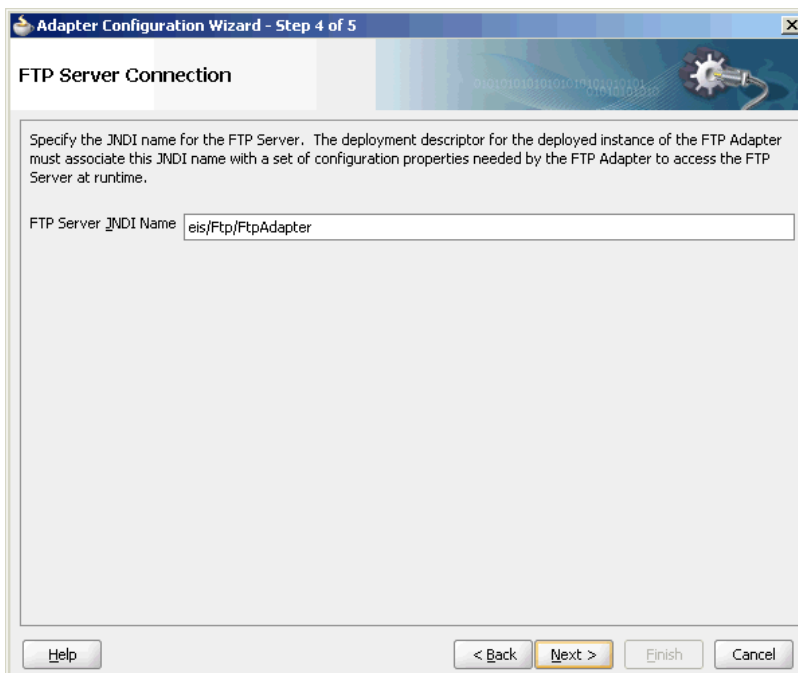 Adapter Configuration Wizard - Step 4 of 5
FTP Server Connection
Specify the JNDI name for the FTP Server. The deployment descriptor for the deployed instance of the FTP Adapter
must associate this JNDI name with a set of configuration properties needed by the FTP Adapter to access the FTP
Server at runtime.
FTP Server JNDI Name eis/Ftp/FtpAdapter
Help < Back Next > Finish Cancel